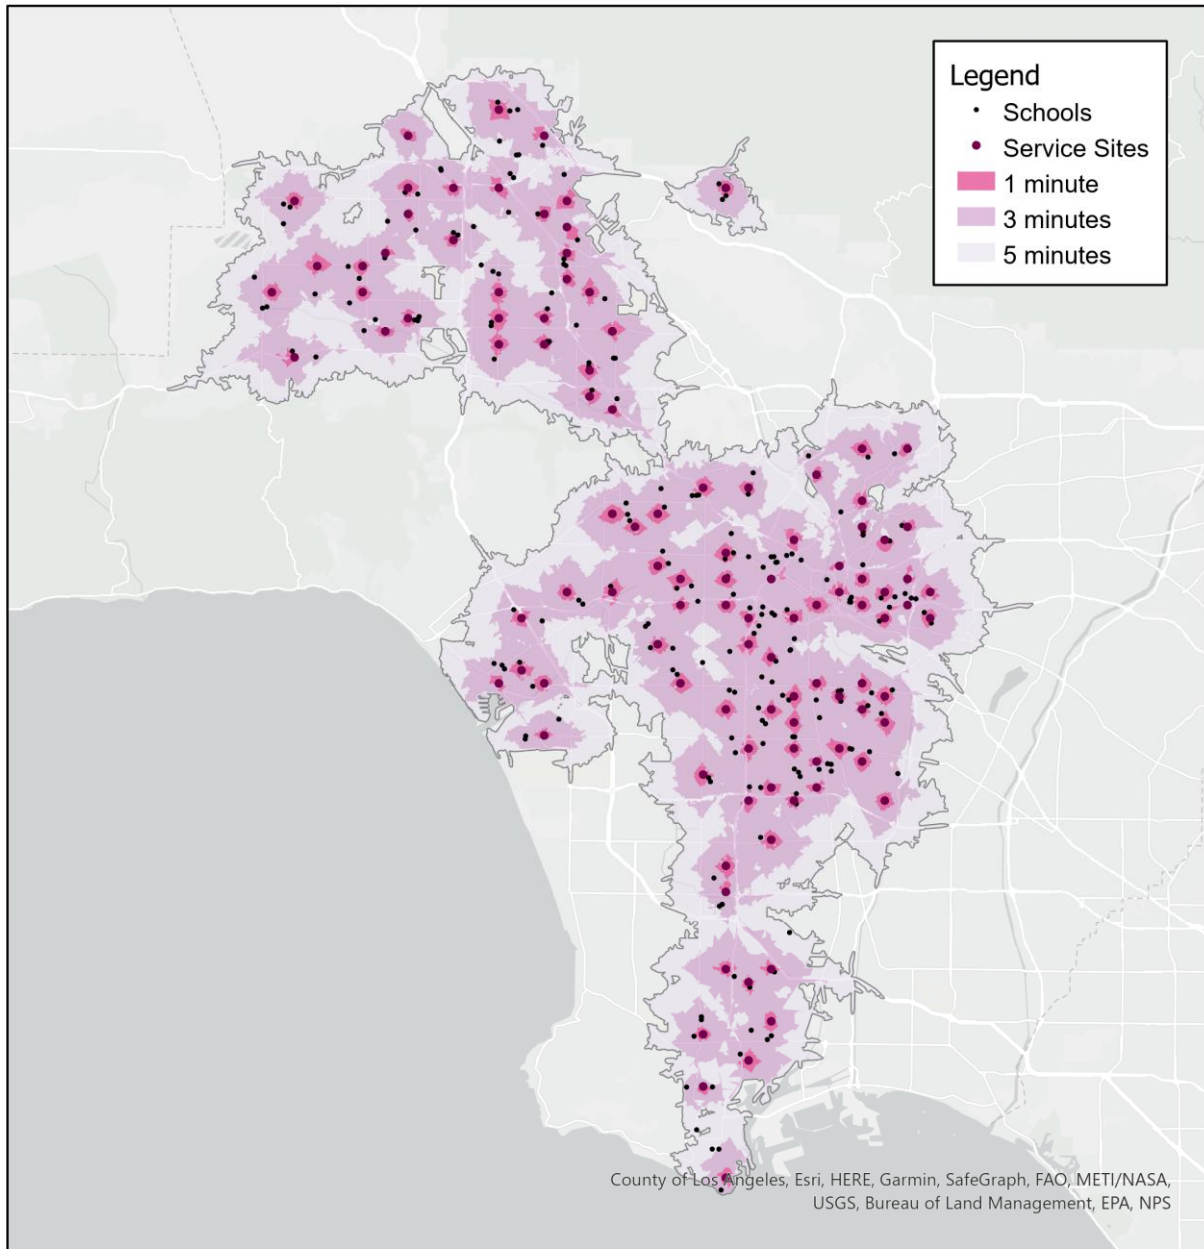 Legend
Schools
Service Sites
1 minute
3 minutes
5 minutes
County of Los Angeles, Esri, HERE, Garmin, SafeGraph, FAO, METI/NASA,
USGS, Bureau of Land Management, EPA, NPS